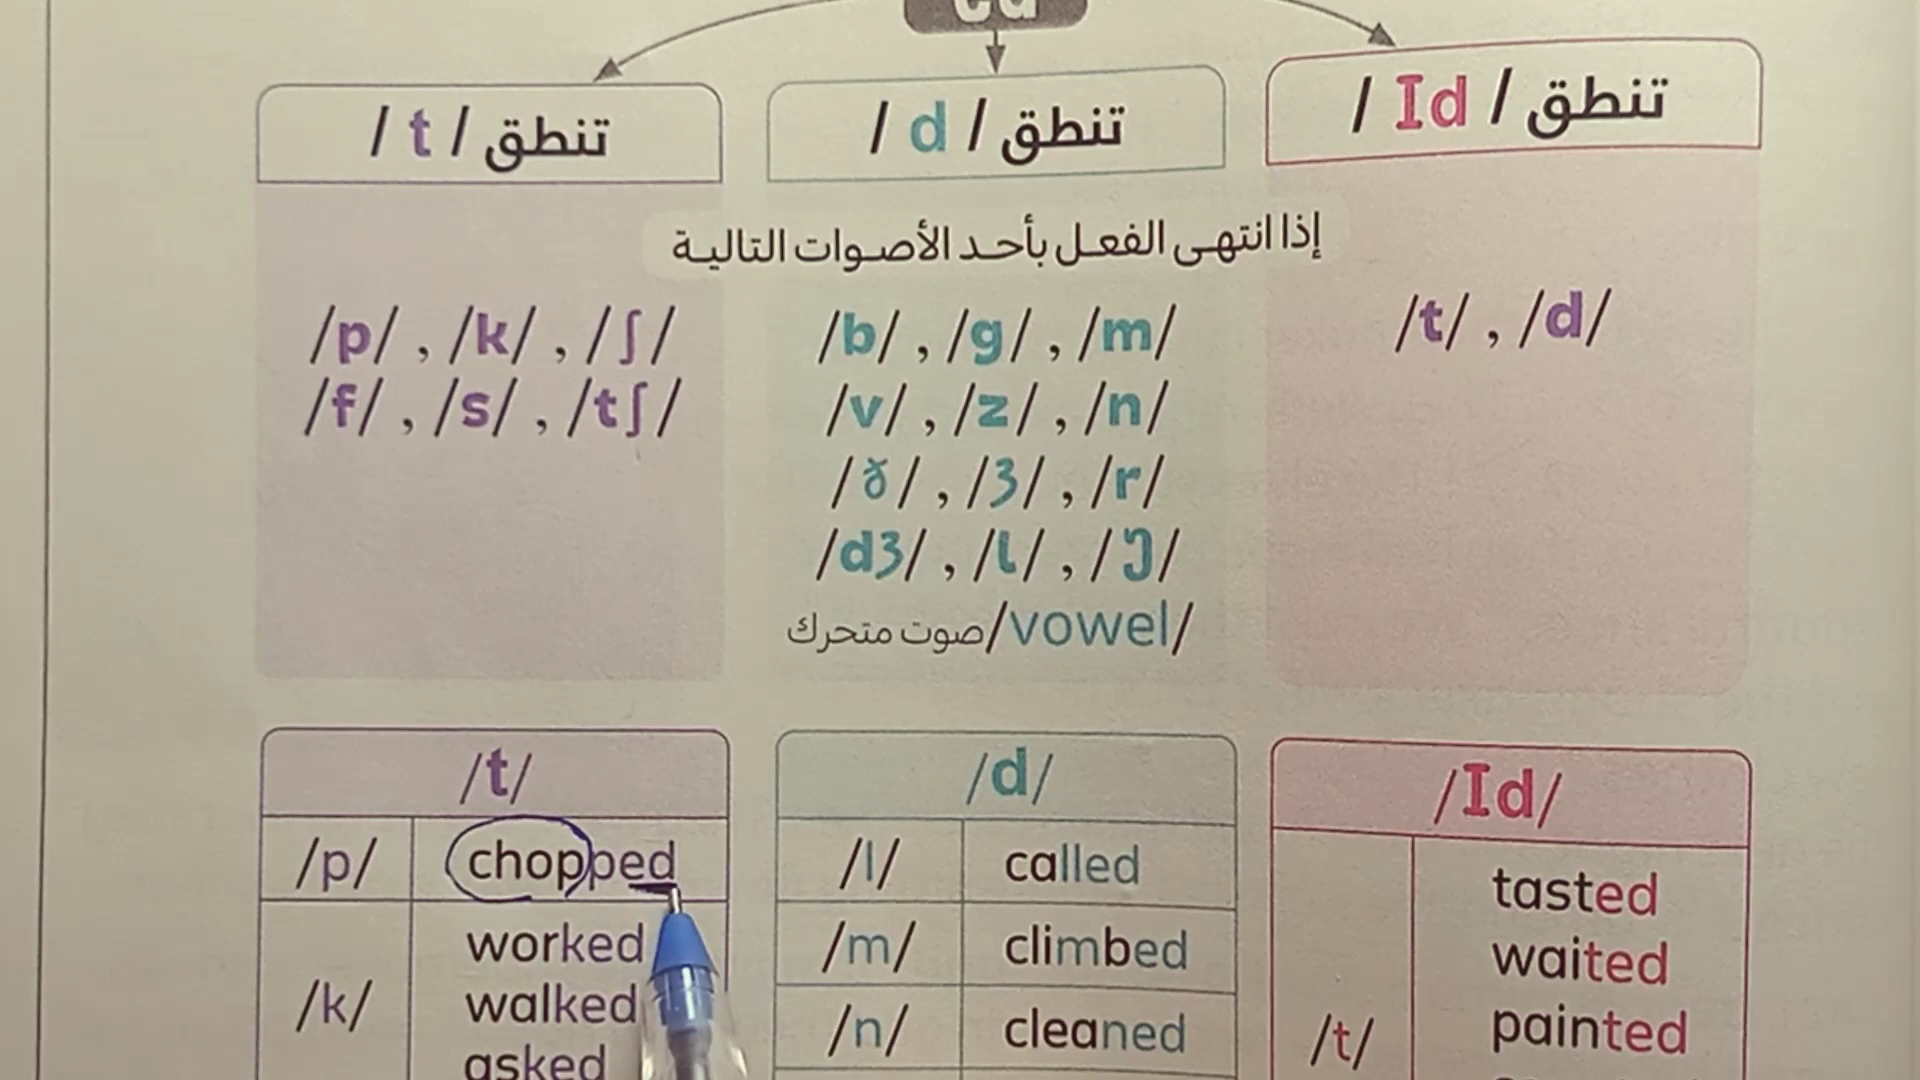 ed
تنطق / t /
تنطق / d /
تنطق / Id /
إذا انتهى الفعل بأحد الأصوات التالية
/p/ , /k/ , /ʃ/
/f/ , /s/ , /tʃ/
/b/ , /g/ , /m/
/v/ , /z/ , /n/
/ð/ , /ʒ/ , /r/
/dʒ/ , /l/ , /ŋ/
/vowel/ صوت متحرك
/t/ , /d/
/t/
/p/ chopped
worked
/k/ walked
asked
/d/
/l/ called
/m/ climbed
/n/ cleaned
/Id/
tasted
waited
/t/ painted